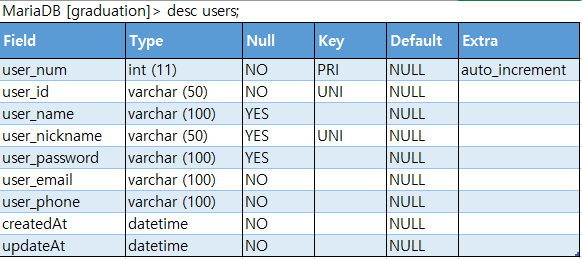 MariaDB [graduation]> desc users;
Field Type Null Key Default Extra
user_num int (11) NO PRI NULL auto_increment
user_id varchar (50) NO UNI NULL
user_name varchar (100) YES NULL
user_nickname varchar (50) YES UNI NULL
user_password varchar (100) YES NULL
user_email varchar (100) NO NULL
user_phone varchar (100) NO NULL
createdAt datetime NO NULL
updateAt datetime NO NULL